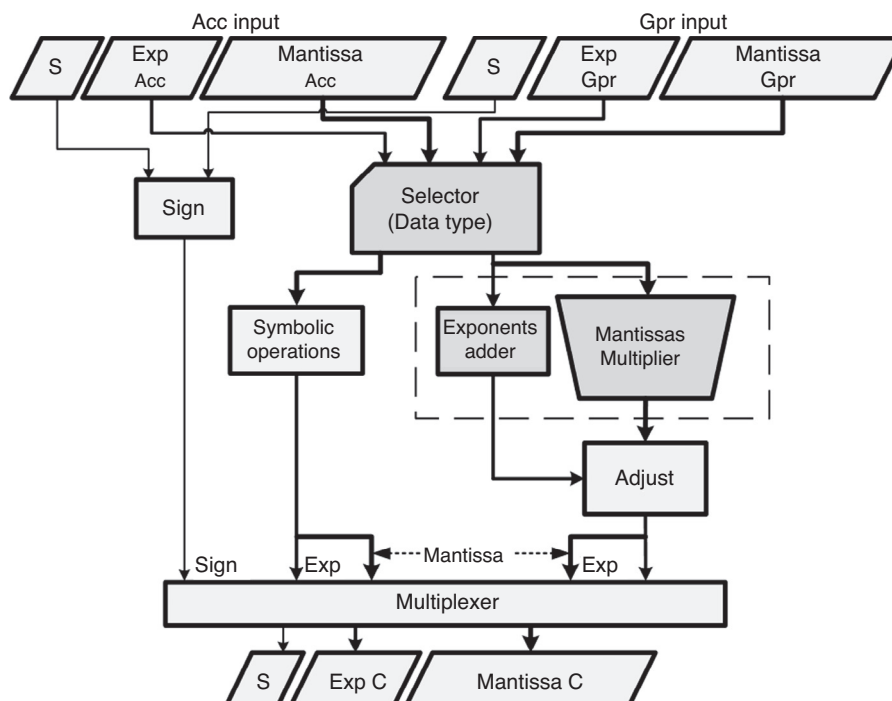 Acc input
Gpr input
S
Exp
Acc
Mantissa
Acc
S
Exp
Gpr
Mantissa
Gpr
Sign
Selector
(Data type)
Symbolic
operations
Exponents
adder
Mantissas
Multiplier
Adjust
Sign
Exp
Mantissa
Exp
Multiplexer
S
Exp C
Mantissa C